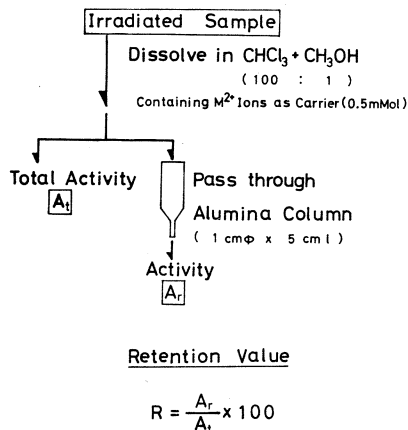 Irradiated Sample
Dissolve in CHCl₃ + CH₃OH
( 100 : 1 )
Containing M²⁺ Ions as Carrier (0.5mMol)
Total Activity
Aₜ
Pass through
Alumina Column
( 1 cmφ x 5 cm l )
Activity
Aᵣ
Retention Value
R = Aᵣ/Aₜ x 100